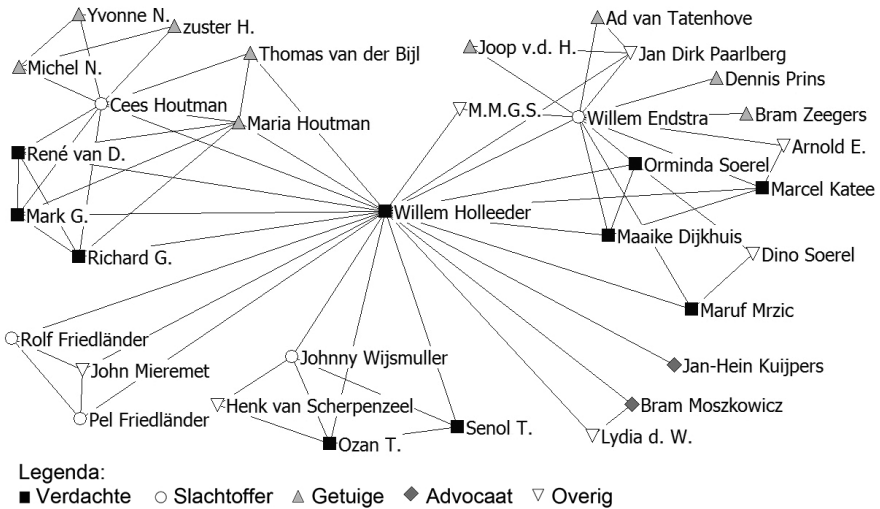 Yvonne N.
zuster H.
Ad van Tatenhove
Thomas van der Bijl
Joop v.d. H.
Jan Dirk Paarlberg
Michel N.
Dennis Prins
Cees Houtman
M.M.G.S.
Willem Endstra
Bram Zeegers
Maria Houtman
Arnold E.
René van D.
Orminda Soerel
Marcel Katee
Mark G.
Willem Holleeder
Maaike Dijkhuis
Richard G.
Dino Soerel
Maruf Mrzic
Rolf Friedländer
Johnny Wijsmuller
Jan-Hein Kuijpers
John Mieremet
Henk van Scherpenzeel
Bram Moszkowicz
Pel Friedländer
Senol T.
Lydia d. W.
Ozan T.
Legenda:
Verdachte Slachtoffer Getuige Advocaat Overig